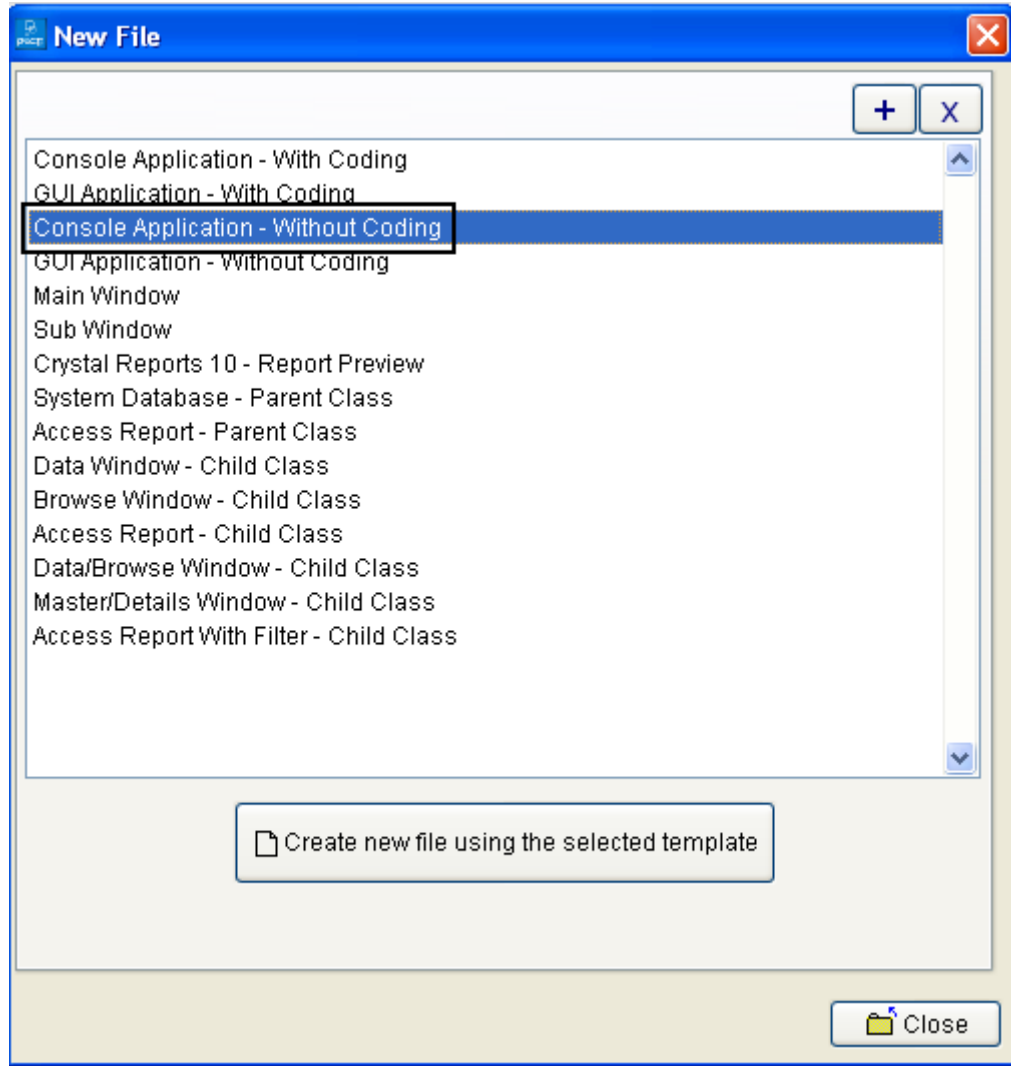 New File
+ X
Console Application - With Coding
GUI Application - With Coding
Console Application - Without Coding
GUI Application - Without Coding
Main Window
Sub Window
Crystal Reports 10 - Report Preview
System Database - Parent Class
Access Report - Parent Class
Data Window - Child Class
Browse Window - Child Class
Access Report - Child Class
Data/Browse Window - Child Class
Master/Details Window - Child Class
Access Report With Filter - Child Class
Create new file using the selected template
Close